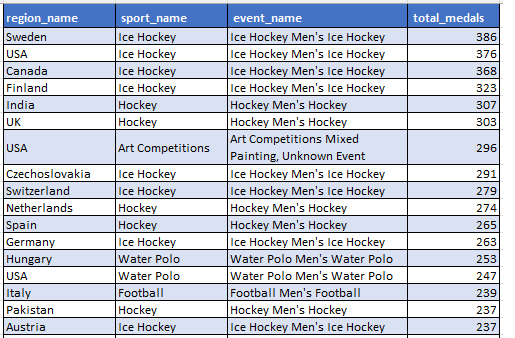 region_name sport_name event_name total_medals
Sweden Ice Hockey Ice Hockey Men's Ice Hockey 386
USA Ice Hockey Ice Hockey Men's Ice Hockey 376
Canada Ice Hockey Ice Hockey Men's Ice Hockey 368
Finland Ice Hockey Ice Hockey Men's Ice Hockey 323
India Hockey Hockey Men's Hockey 307
UK Hockey Hockey Men's Hockey 303
USA Art Competitions Art Competitions Mixed 296
Painting, Unknown Event
Czechoslovakia Ice Hockey Ice Hockey Men's Ice Hockey 291
Switzerland Ice Hockey Ice Hockey Men's Ice Hockey 279
Netherlands Hockey Hockey Men's Hockey 274
Spain Hockey Hockey Men's Hockey 265
Germany Ice Hockey Ice Hockey Men's Ice Hockey 263
Hungary Water Polo Water Polo Men's Water Polo 253
USA Water Polo Water Polo Men's Water Polo 247
Italy Football Football Men's Football 239
Pakistan Hockey Hockey Men's Hockey 237
Austria Ice Hockey Ice Hockey Men's Ice Hockey 237